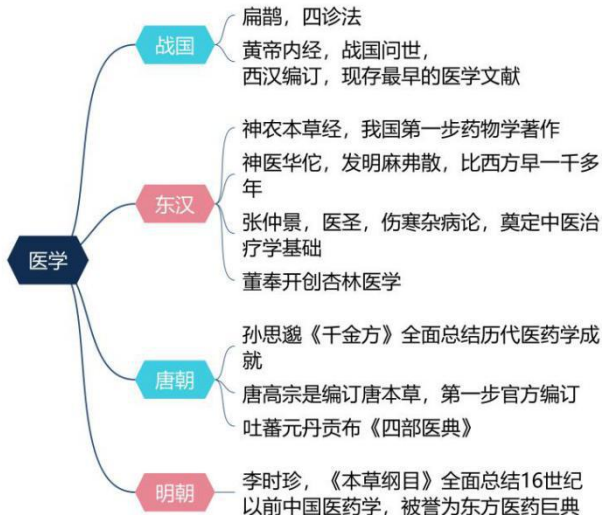 医学
战国
扁鹊，四诊法
黄帝内经，战国问世，
西汉编订，现存最早的医学文献
东汉
神农本草经，我国第一步药物学著作
神医华佗，发明麻弗散，比西方早一千多
年
张仲景，医圣，伤寒杂病论，奠定中医治
疗学基础
董奉开创杏林医学
唐朝
孙思邈《千金方》全面总结历代医药学成
就
唐高宗是编订唐本草，第一步官方编订
吐蕃元丹贡布《四部医典》
明朝
李时珍，《本草纲目》全面总结16世纪
以前中国医药学，被誉为东方医药巨典